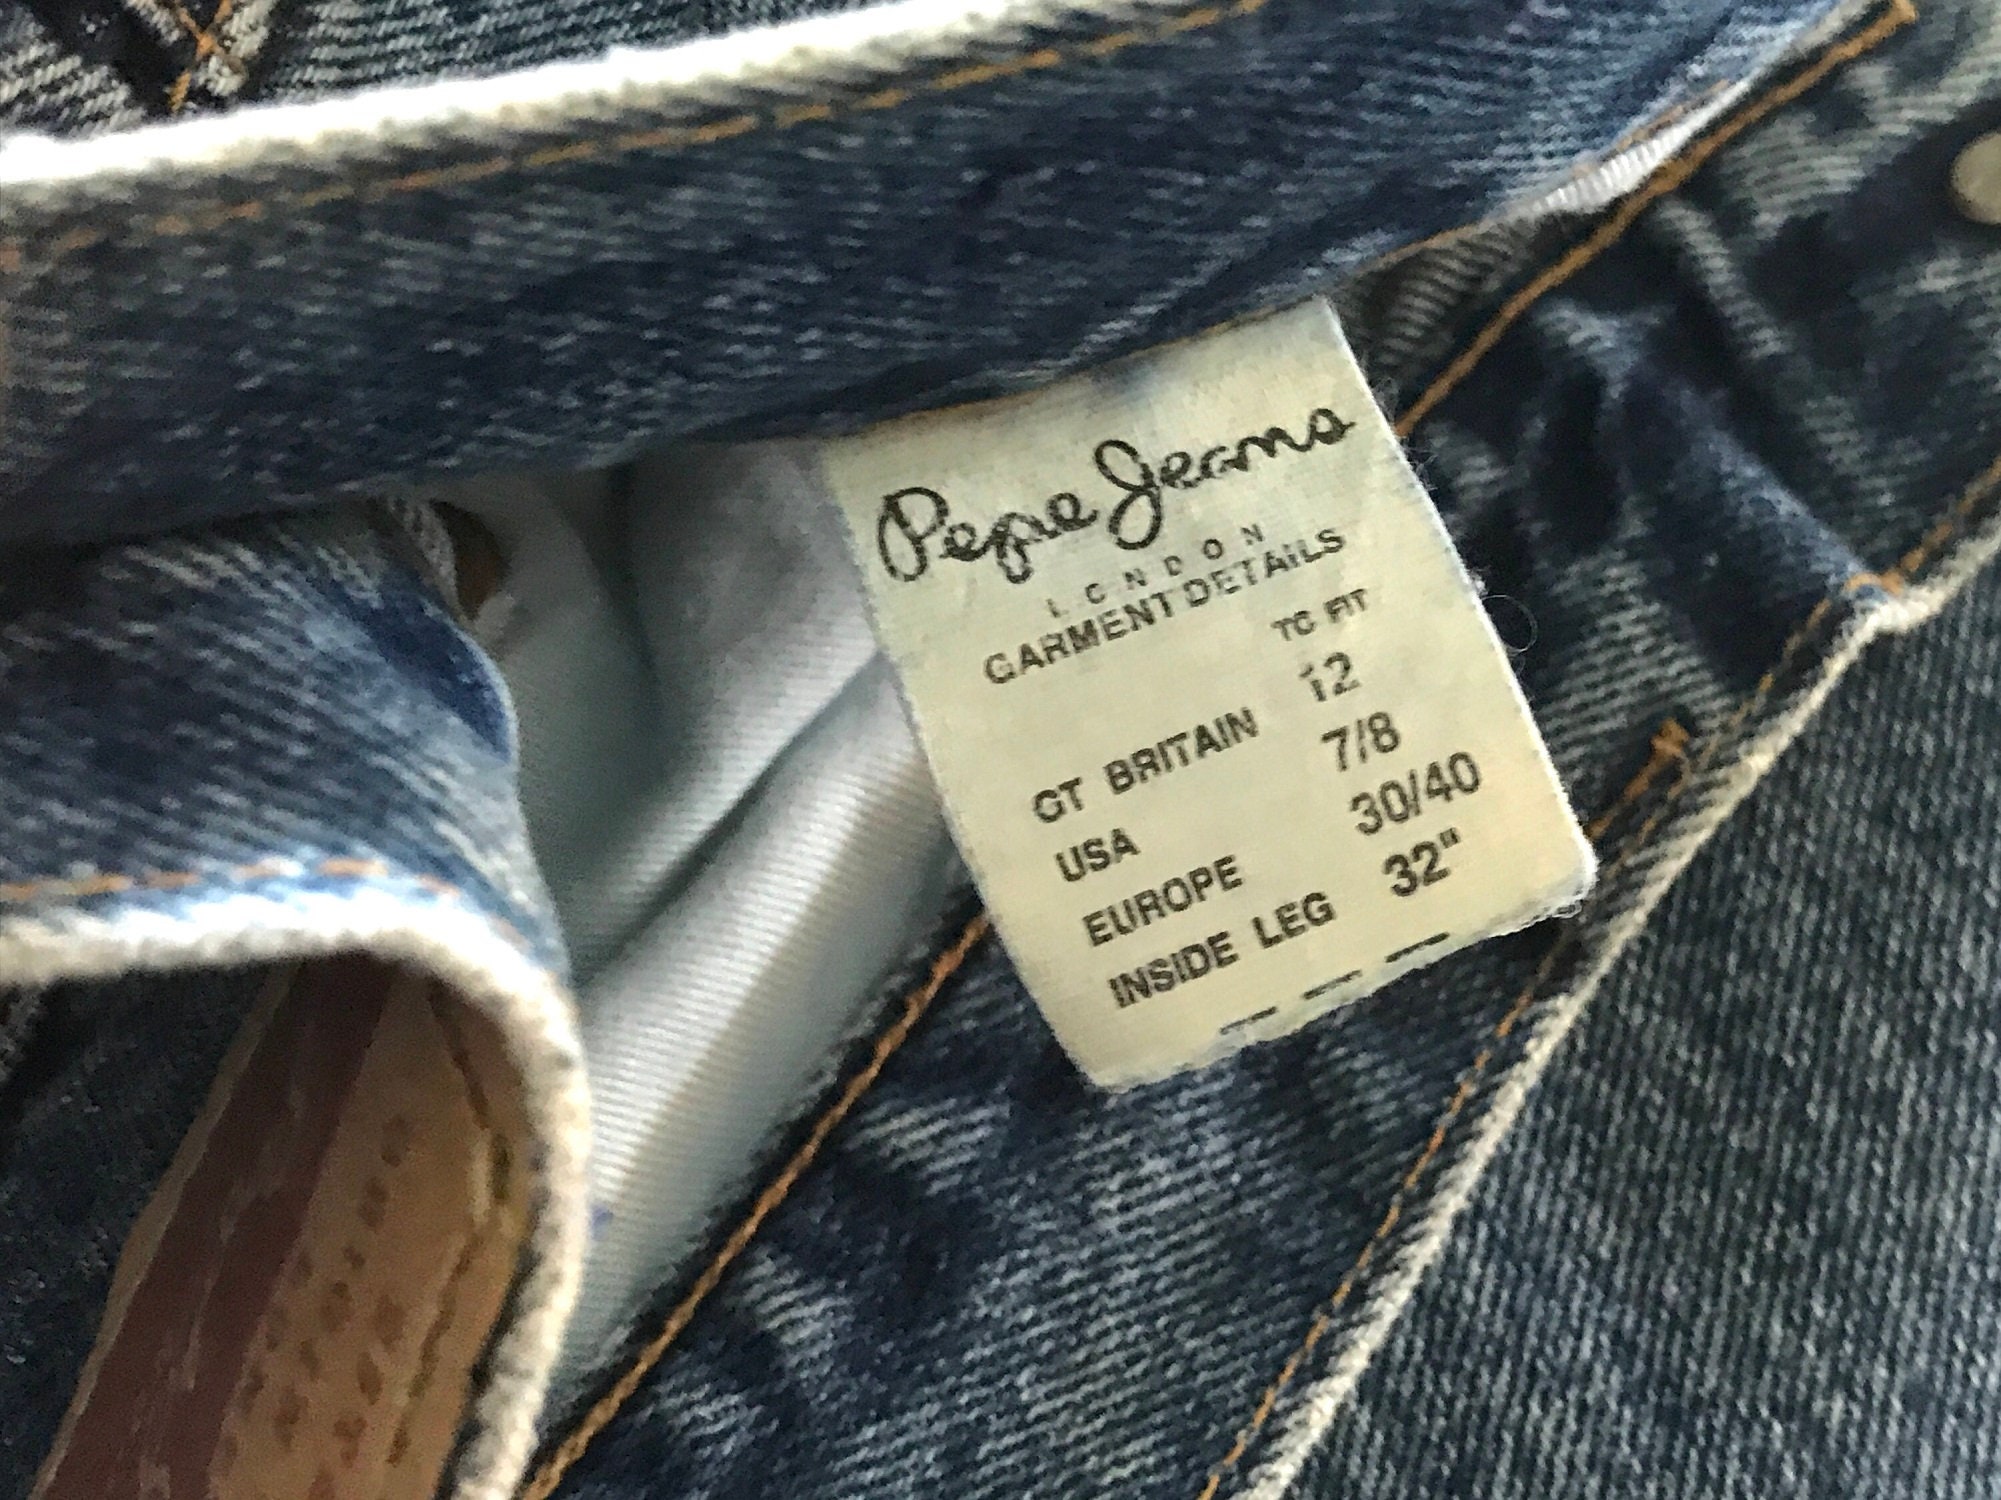 Pepe Jeans
LONDON
GARMENT DETAILS
TO FIT
GT BRITAIN 12
USA 7/8
EUROPE 30/40
INSIDE LEG 32"